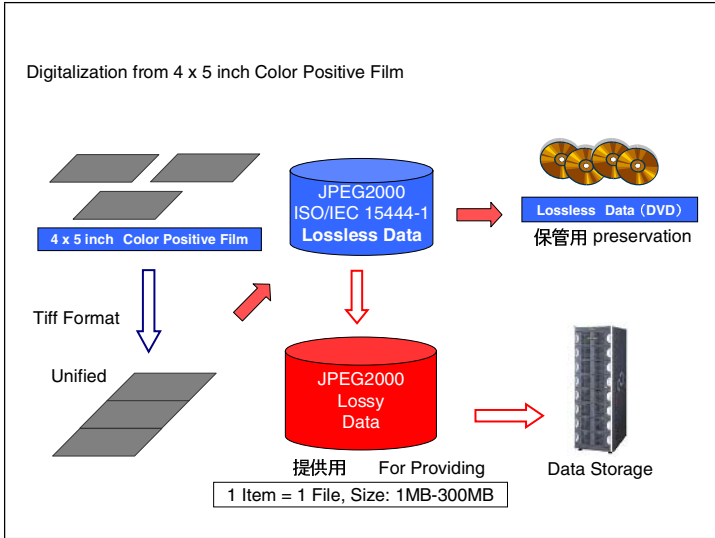 Digitalization from 4 x 5 inch Color Positive Film
4 x 5 inch Color Positive Film
JPEG2000
ISO/IEC 15444-1
Lossless Data
Lossless Data（DVD）
保管用 preservation
Tiff Format
Unified
JPEG2000
Lossy
Data
提供用 For Providing
1 Item = 1 File, Size: 1MB-300MB
Data Storage